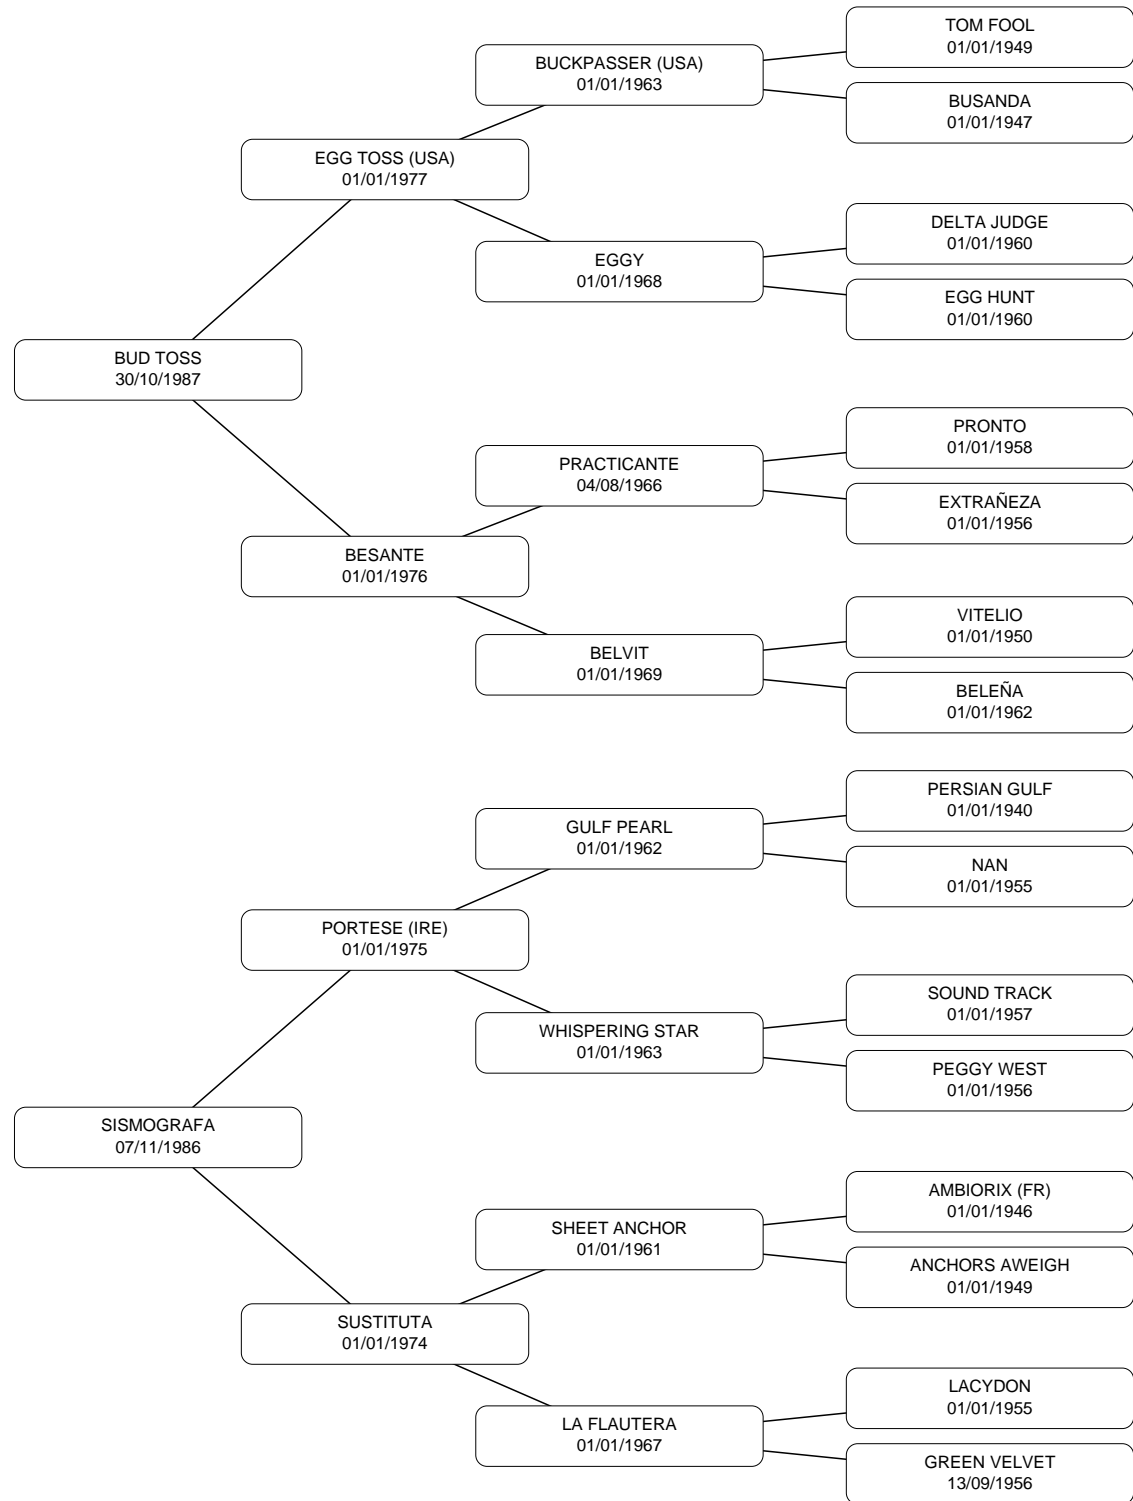 TOM FOOL
01/01/1949
BUCKPASSER (USA)
01/01/1963
BUSANDA
01/01/1947
EGG TOSS (USA)
01/01/1977
DELTA JUDGE
01/01/1960
EGGY
01/01/1968
EGG HUNT
01/01/1960
BUD TOSS
30/10/1987
PRONTO
01/01/1958
PRACTICANTE
04/08/1966
EXTRAÑEZA
01/01/1956
BESANTE
01/01/1976
VITELIO
01/01/1950
BELVIT
01/01/1969
BELEÑA
01/01/1962
PERSIAN GULF
01/01/1940
GULF PEARL
01/01/1962
NAN
01/01/1955
PORTESE (IRE)
01/01/1975
SOUND TRACK
01/01/1957
WHISPERING STAR
01/01/1963
PEGGY WEST
01/01/1956
SISMOGRAFA
07/11/1986
AMBIORIX (FR)
01/01/1946
SHEET ANCHOR
01/01/1961
ANCHORS AWEIGH
01/01/1949
SUSTITUTA
01/01/1974
LACYDON
01/01/1955
LA FLAUTERA
01/01/1967
GREEN VELVET
13/09/1956